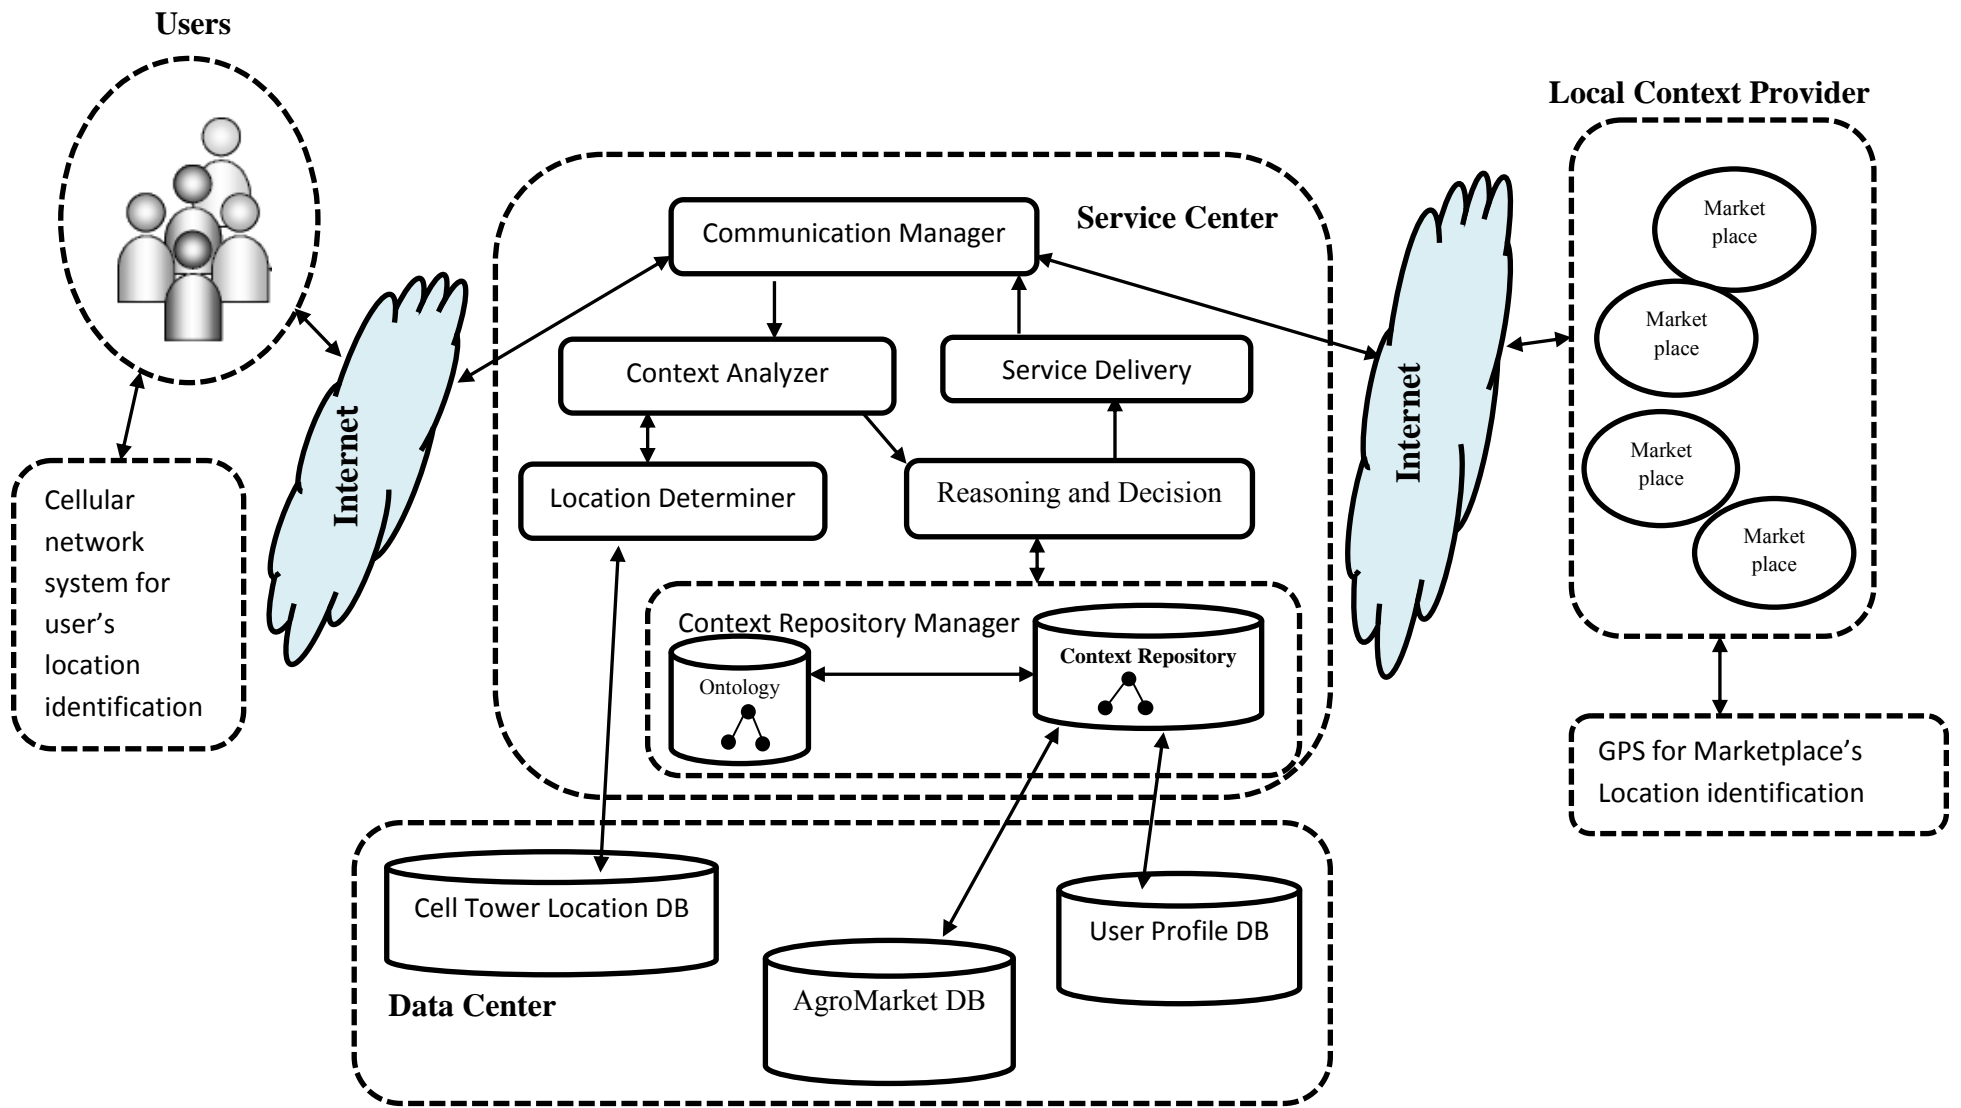 Users
Local Context Provider
Service Center
Communication Manager
Context Analyzer
Service Delivery
Location Determiner
Reasoning and Decision
Context Repository Manager
Ontology
Context Repository
Internet
Internet
Market
place
Market
place
Market
place
Market
place
Cellular
network
system for
user’s
location
identification
GPS for Marketplace’s
Location identification
Cell Tower Location DB
AgroMarket DB
User Profile DB
Data Center